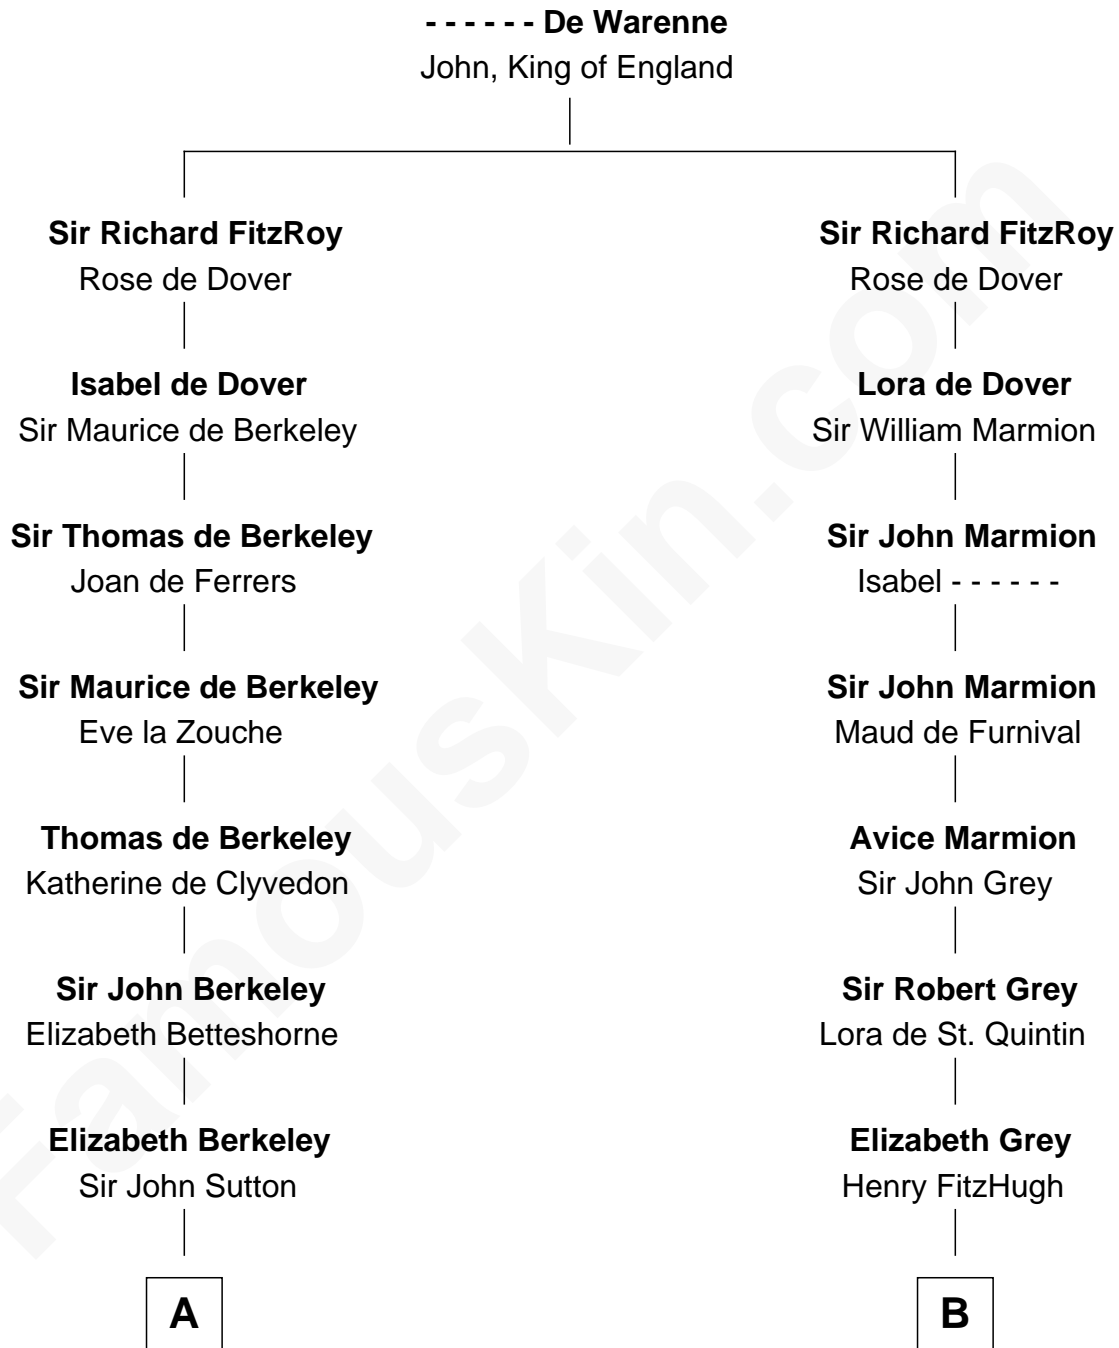 - - - - - - De Warenne
John, King of England
Sir Richard FitzRoy
Rose de Dover
Isabel de Dover
Sir Maurice de Berkeley
Sir Thomas de Berkeley
Joan de Ferrers
Sir Maurice de Berkeley
Eve la Zouche
Thomas de Berkeley
Katherine de Clyvedon
Sir John Berkeley
Elizabeth Betteshorne
Elizabeth Berkeley
Sir John Sutton
A
Sir Richard FitzRoy
Rose de Dover
Lora de Dover
Sir William Marmion
Sir John Marmion
Isabel - - - - - -
Sir John Marmion
Maud de Furnival
Avice Marmion
Sir John Grey
Sir Robert Grey
Lora de St. Quintin
Elizabeth Grey
Henry FitzHugh
B
FamousKin.com